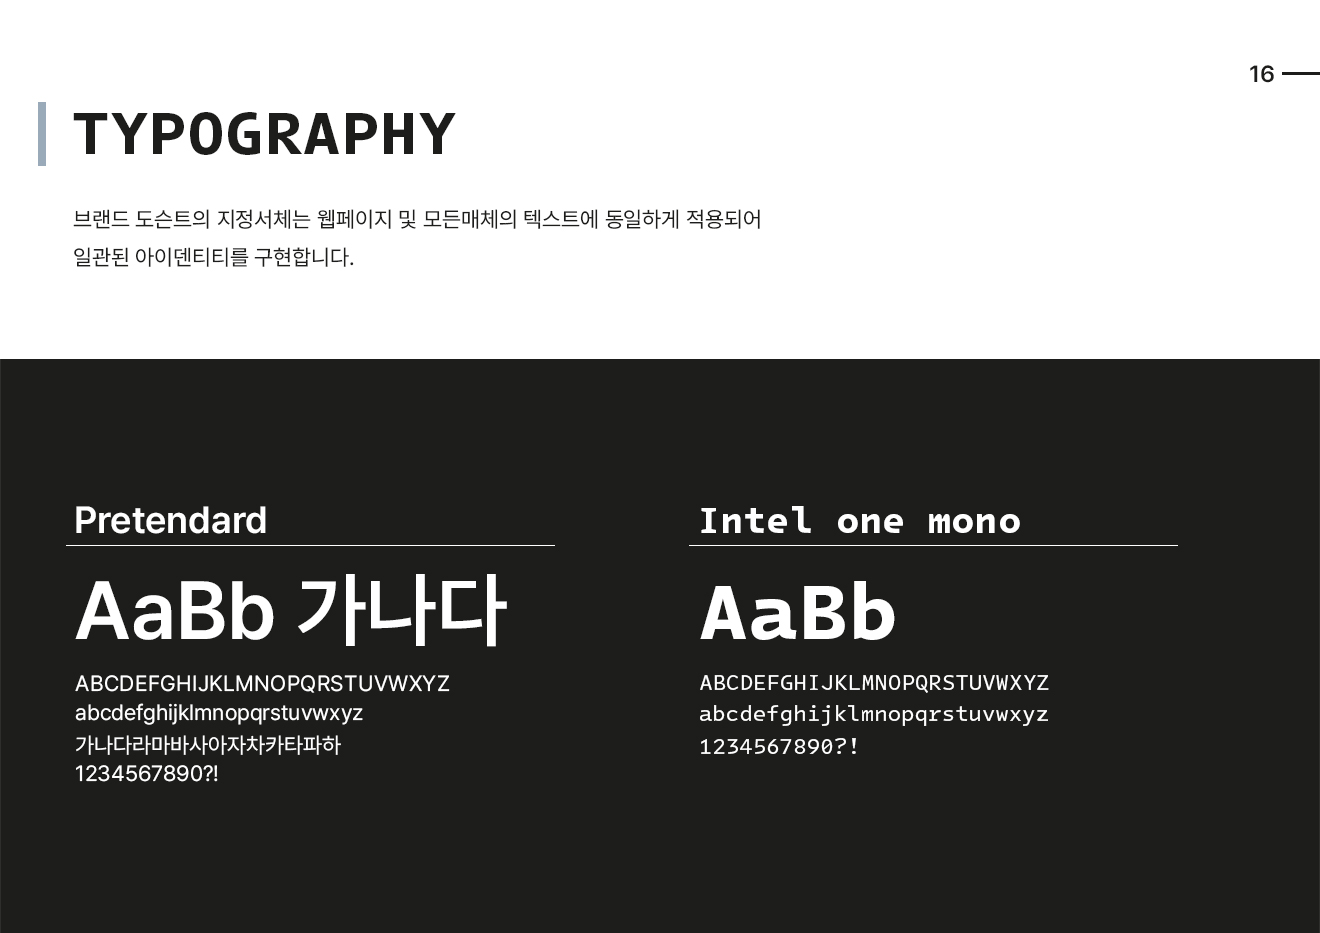 16
TYPOGRAPHY
브랜드 도슨트의 지정서체는 웹페이지 및 모든매체의 텍스트에 동일하게 적용되어
일관된 아이덴티티를 구현합니다.
Pretendard
AaBb 가나다
ABCDEFGHIJKLMNOPQRSTUVWXYZ
abcdefghijklmnopqrstuvwxyz
가나다라마바사아자차카타파하
1234567890?!
Intel one mono
AaBb
ABCDEFGHIJKLMNOPQRSTUVWXYZ
abcdefghijklmnopqrstuvwxyz
1234567890?!